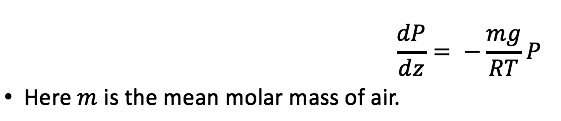 dP/dz = − mg/RT P
• Here m is the mean molar mass of air.